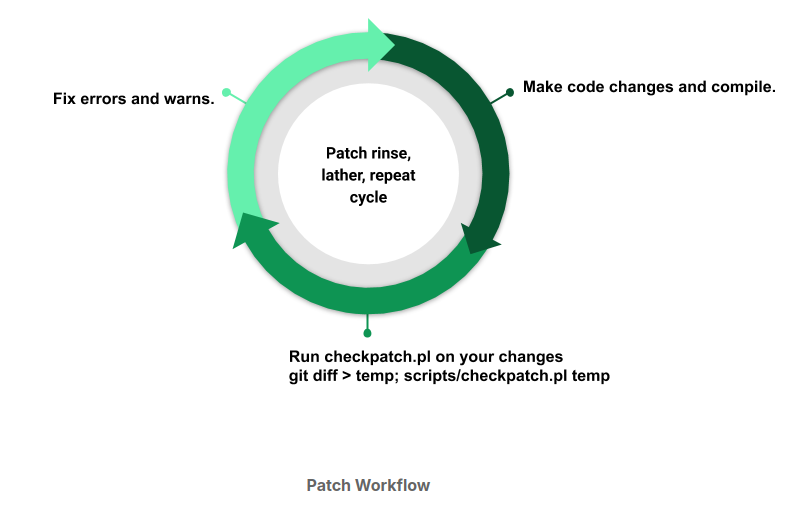 Fix errors and warns.
Make code changes and compile.
Patch rinse,
lather, repeat
cycle
Run checkpatch.pl on your changes
git diff > temp; scripts/checkpatch.pl temp
Patch Workflow